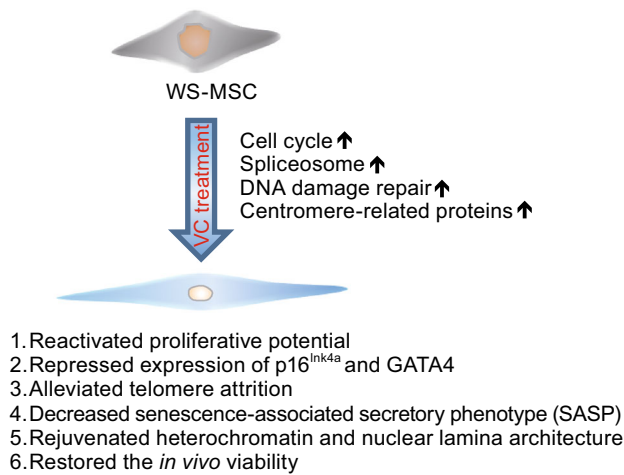 WS-MSC
VC treatment
Cell cycle ↑
Spliceosome ↑
DNA damage repair ↑
Centromere-related proteins ↑
1.Reactivated proliferative potential
2.Repressed expression of p16^Ink4a and GATA4
3.Alleviated telomere attrition
4.Decreased senescence-associated secretory phenotype (SASP)
5.Rejuvenated heterochromatin and nuclear lamina architecture
6.Restored the in vivo viability